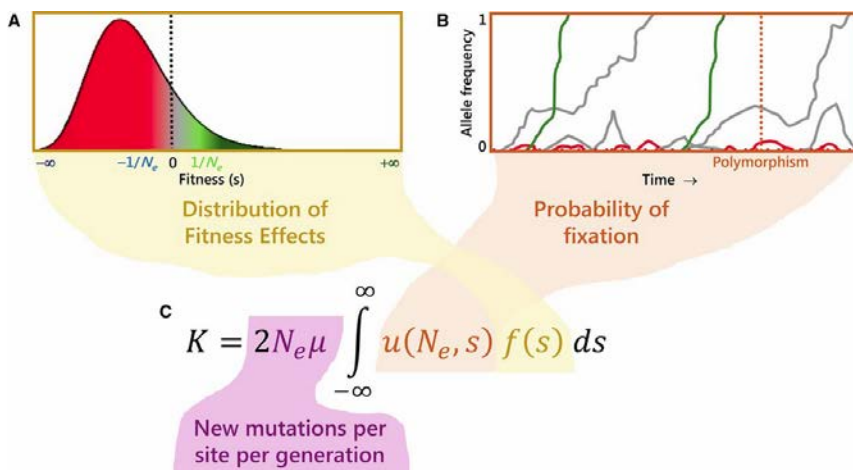 A
−∞
−1/Nₑ
0
1/Nₑ
+∞
Fitness (s)
Distribution of
Fitness Effects
B
1
Allele frequency
0
Polymorphism
Time →
Probability of
fixation
C
K = 2Nₑμ ∫_{−∞}^{∞} u(Nₑ, s) f(s) ds
New mutations per
site per generation